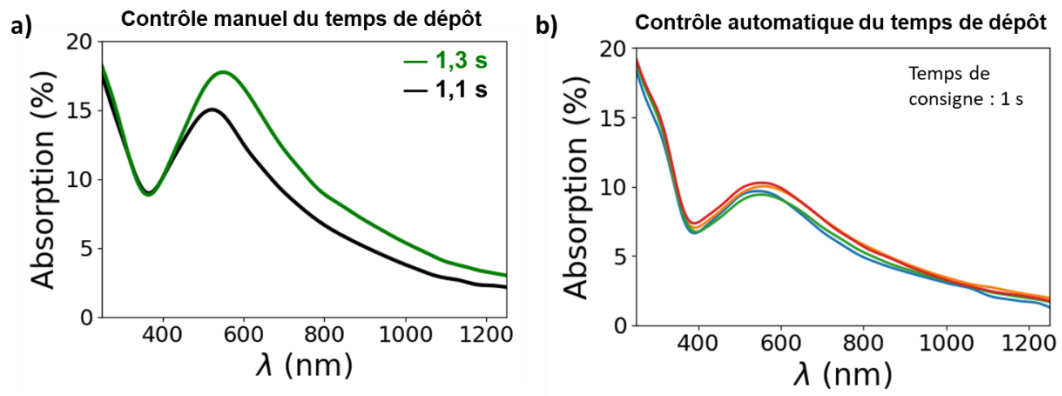 a)
Contrôle manuel du temps de dépôt
20
15
10
5
0
Absorption (%)
1,3 s
1,1 s
400 600 800 1000 1200
λ (nm)
b)
Contrôle automatique du temps de dépôt
20
15
10
5
0
Absorption (%)
Temps de
consigne : 1 s
400 600 800 1000 1200
λ (nm)